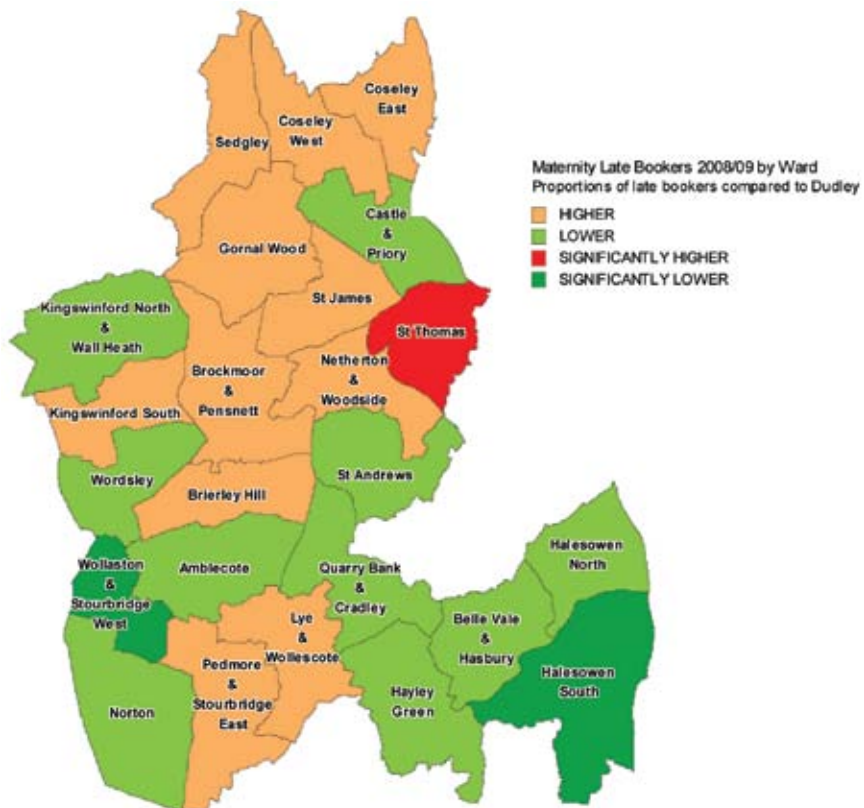 Coseley
East
Coseley
West
Sedgley
Maternity Late Bookers 2008/09 by Ward
Proportions of late bookers compared to Dudley
HIGHER
LOWER
SIGNIFICANTLY HIGHER
SIGNIFICANTLY LOWER
Castle
&
Priory
Gornal Wood
St James
Kingswinford North
&
Wall Heath
St Thomas
Netherton
&
Woodside
Brockmoor
&
Pensnett
Kingswinford South
Wordsley
St Andrews
Brierley Hill
Halesowen
North
Wollaston
&
Stourbridge
West
Amblecote
Quarry Bank
&
Cradley
Belle Vale
&
Hasbury
Lye
&
Wollescote
Halesowen
South
Pedmore
&
Stourbridge
East
Hayley
Green
Norton